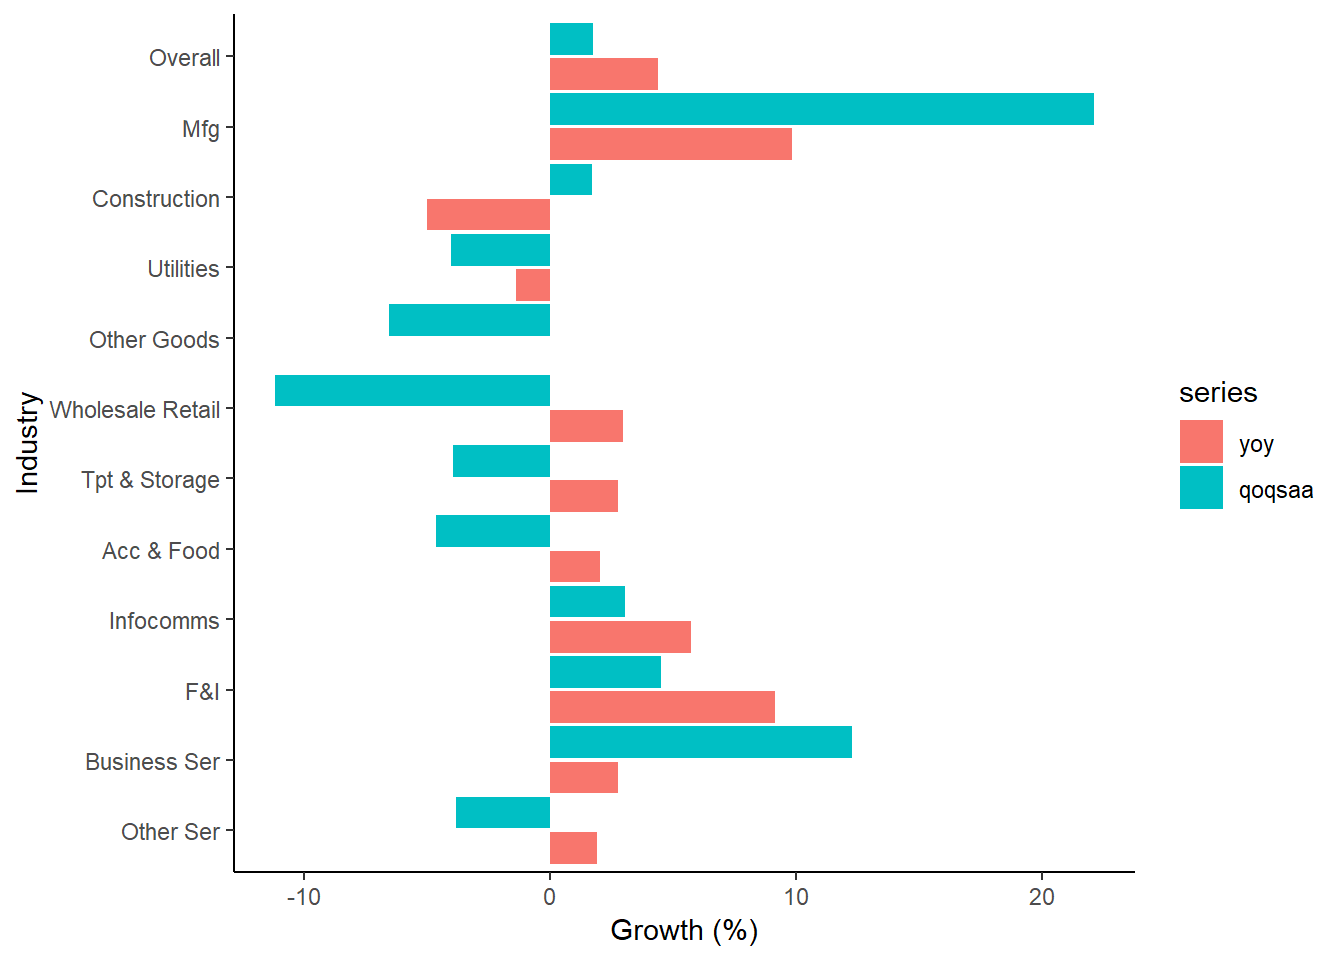 Overall
Mfg
Construction
Utilities
Other Goods
Wholesale Retail
Tpt & Storage
Acc & Food
Infocomms
F&I
Business Ser
Other Ser
Industry
-10 0 10 20
Growth (%)
series
yoy
qoqsaa